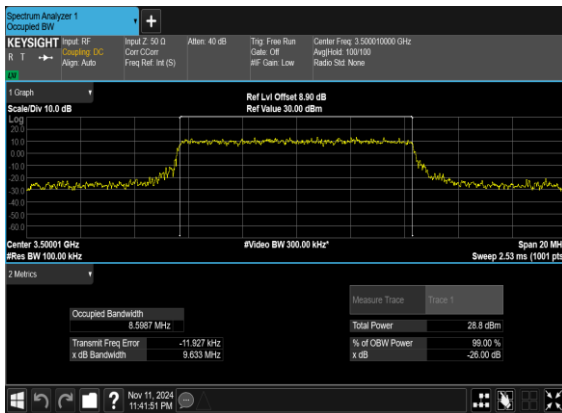 Spectrum Analyzer 1
Occupied BW
KEYSIGHT
R T
LXI
Input: RF
Coupling: DC
Align: Auto
Input Z: 50 Ω
Corr CCorr
Freq Ref: Int (S)
Atten: 40 dB
Trig: Free Run
Gate: Off
#IF Gain: Low
Center Freq: 3.500010000 GHz
Avg|Hold: 100/100
Radio Std: None
1 Graph
Scale/Div 10.0 dB
Ref Lvl Offset 8.90 dB
Ref Value 30.00 dBm
Log
20.0
10.0
0.00
-10.0
-20.0
-30.0
-40.0
-50.0
-60.0
Center 3.50001 GHz
#Res BW 100.00 kHz
#Video BW 300.00 kHz*
Span 20 MH
Sweep 2.53 ms (1001 pts
2 Metrics
Measure Trace Trace 1
Occupied Bandwidth
8.5987 MHz
Total Power 28.8 dBm
Transmit Freq Error -11.927 kHz
% of OBW Power 99.00 %
x dB Bandwidth 9.633 MHz
x dB -26.00 dB
?
Nov 11, 2024
11:41:51 PM